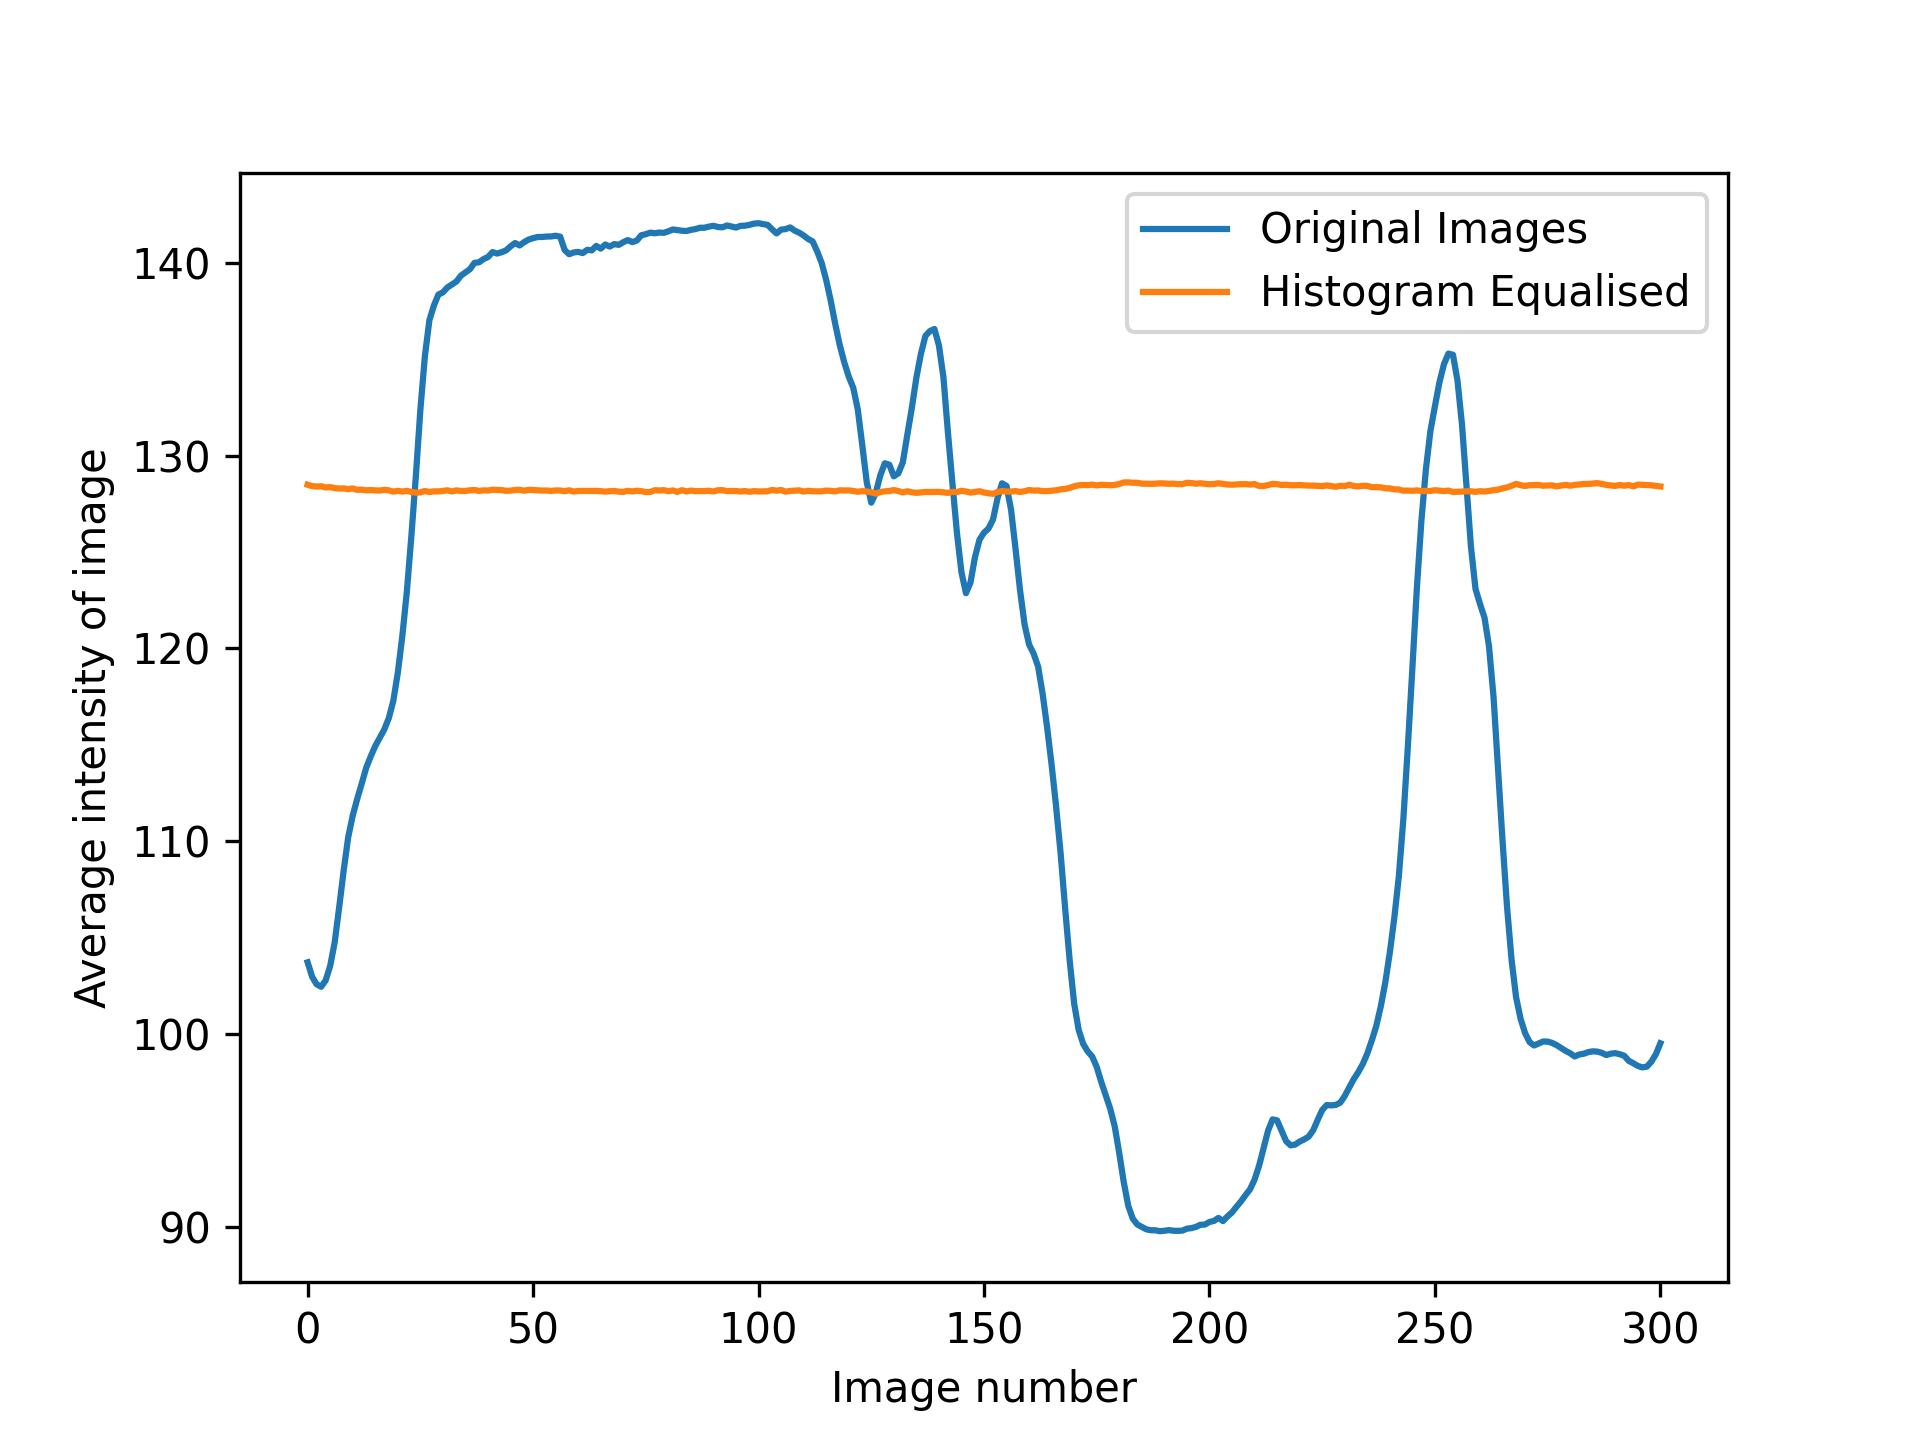 Original Images
Histogram Equalised
140
130
120
110
100
90
Average intensity of image
0 50 100 150 200 250 300
Image number